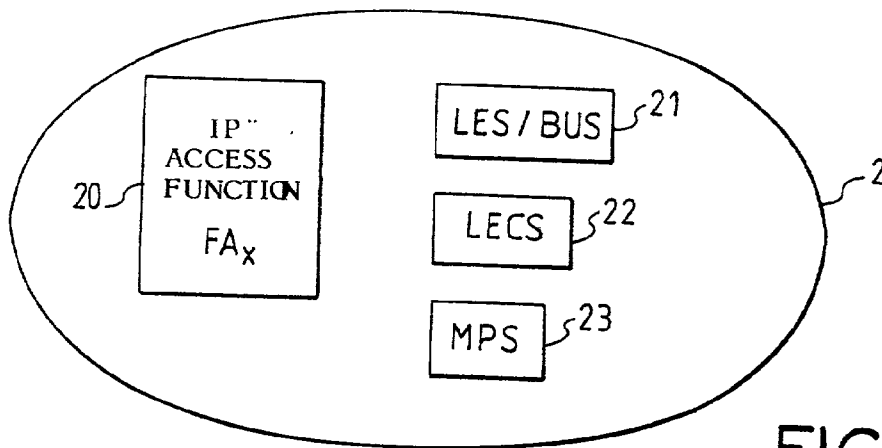 IP
ACCESS
FUNCTION
FAx
20
LES / BUS
21
LECS
22
MPS
23
2
FIG